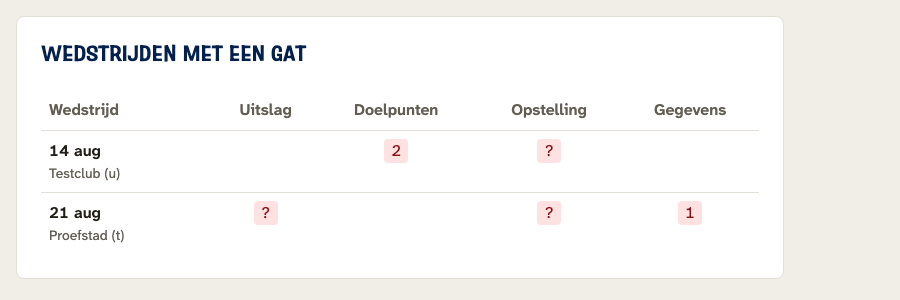 WEDSTRIJDEN MET EEN GAT
Wedstrijd Uitslag Doelpunten Opstelling Gegevens
14 aug 2 ?
Testclub (u)
21 aug ? ? 1
Proefstad (t)